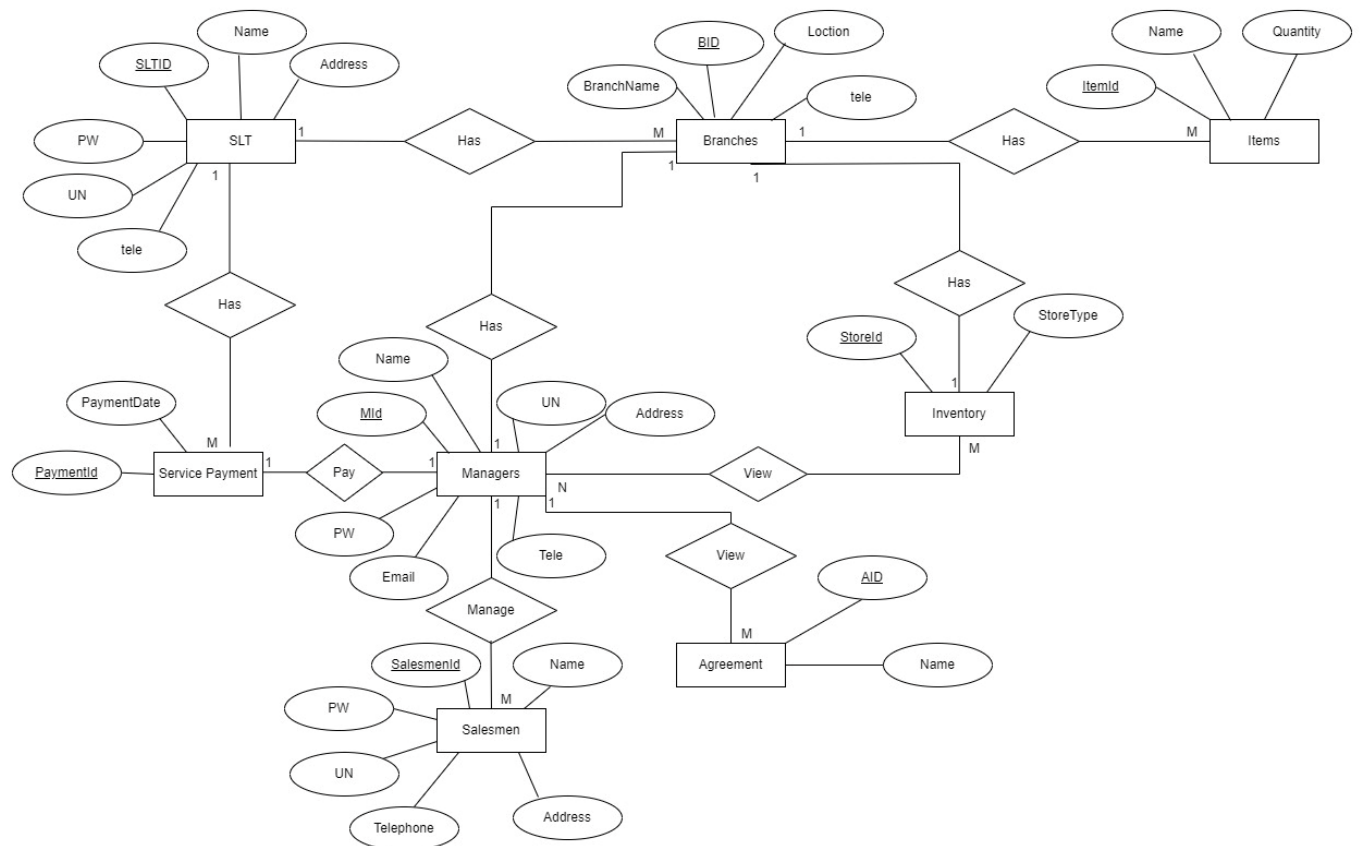 Name
BID
Loction
Name
Quantity
SLTID
Address
BranchName
tele
ItemId
PW
SLT
1
Has
M
Branches
1
Has
M
Items
UN
1
1
1
tele
Has
Has
Has
StoreId
StoreType
Name
UN
Address
MId
1
Inventory
PaymentDate
M
1
M
PaymentId
Service Payment
1
Pay
1
Managers
N
View
1
1
PW
Email
Tele
View
AID
Manage
M
Agreement
Name
SalesmenId
Name
PW
M
Salesmen
UN
Telephone
Address